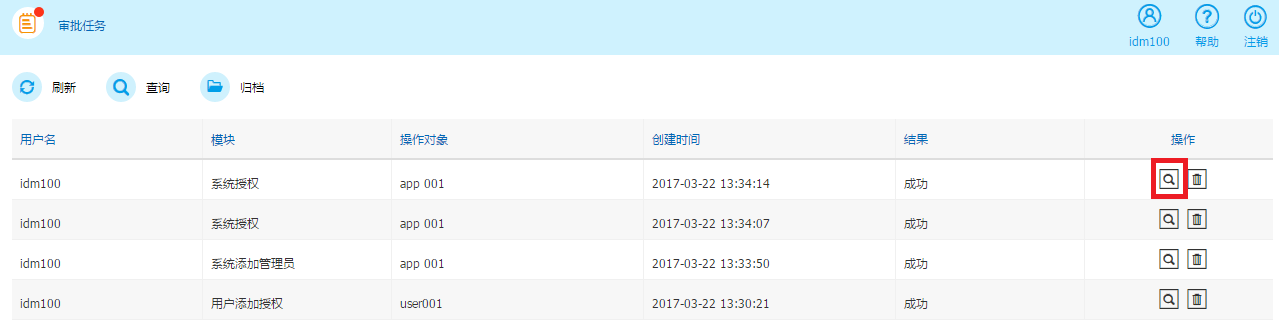 审批任务
idm100 帮助 注销
刷新 查询 归档
用户名 模块 操作对象 创建时间 结果 操作
idm100 系统授权 app 001 2017-03-22 13:34:14 成功
idm100 系统授权 app 001 2017-03-22 13:34:07 成功
idm100 系统添加管理员 app 001 2017-03-22 13:33:50 成功
idm100 用户添加授权 user001 2017-03-22 13:30:21 成功